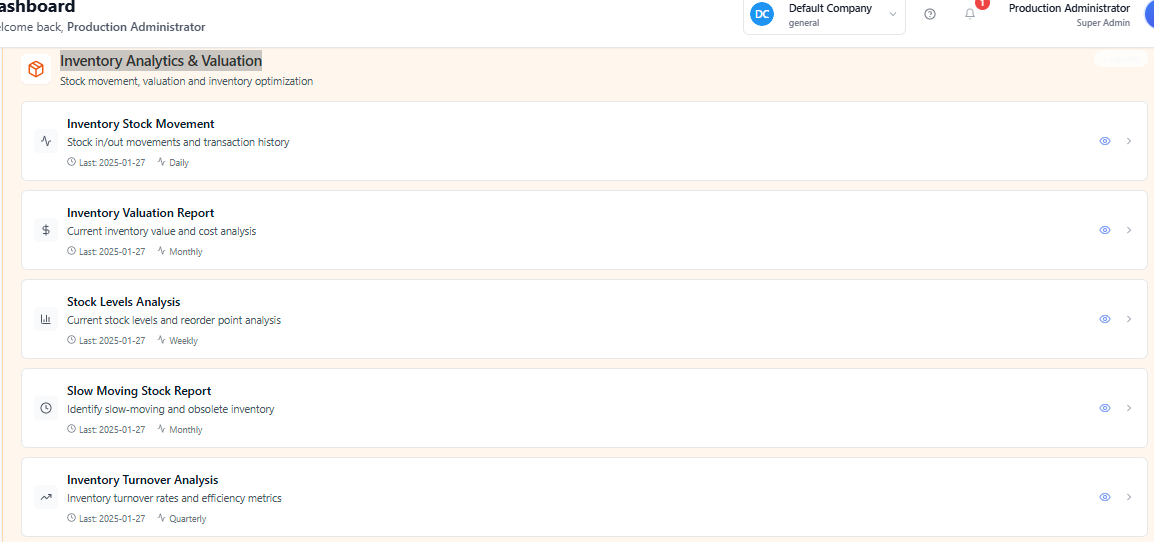 ashboard
elcome back, Production Administrator
DC
Default Company
general
1
Production Administrator
Super Admin
Inventory Analytics & Valuation
Stock movement, valuation and inventory optimization
Inventory Stock Movement
Stock in/out movements and transaction history
Last: 2025-01-27 Daily
Inventory Valuation Report
Current inventory value and cost analysis
Last: 2025-01-27 Monthly
Stock Levels Analysis
Current stock levels and reorder point analysis
Last: 2025-01-27 Weekly
Slow Moving Stock Report
Identify slow-moving and obsolete inventory
Last: 2025-01-27 Monthly
Inventory Turnover Analysis
Inventory turnover rates and efficiency metrics
Last: 2025-01-27 Quarterly